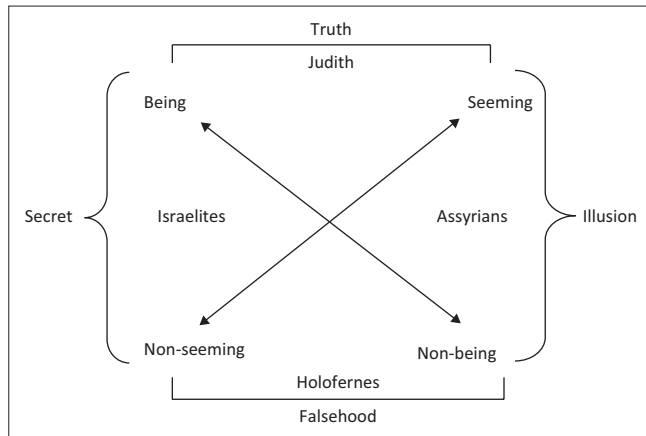 Truth
Judith
Being Seeming
Secret Israelites Assyrians Illusion
Non-seeming Non-being
Holofernes
Falsehood